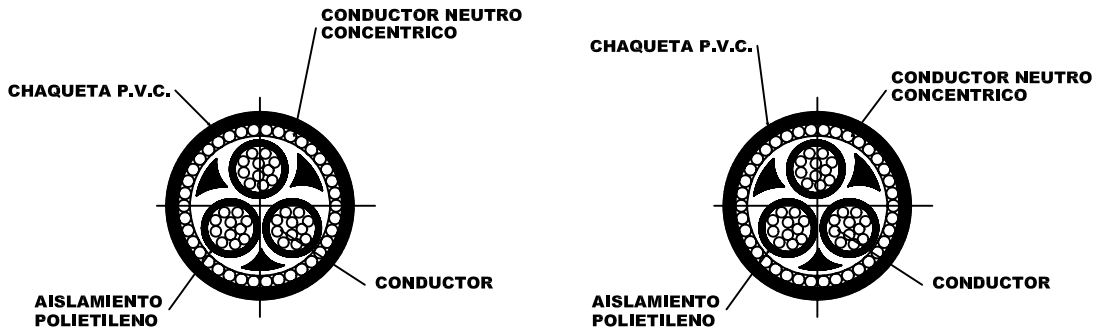 CONDUCTOR NEUTRO
CONCENTRICO
CHAQUETA P.V.C.
CONDUCTOR
AISLAMIENTO
POLIETILENO
CHAQUETA P.V.C.
CONDUCTOR NEUTRO
CONCENTRICO
CONDUCTOR
AISLAMIENTO
POLIETILENO